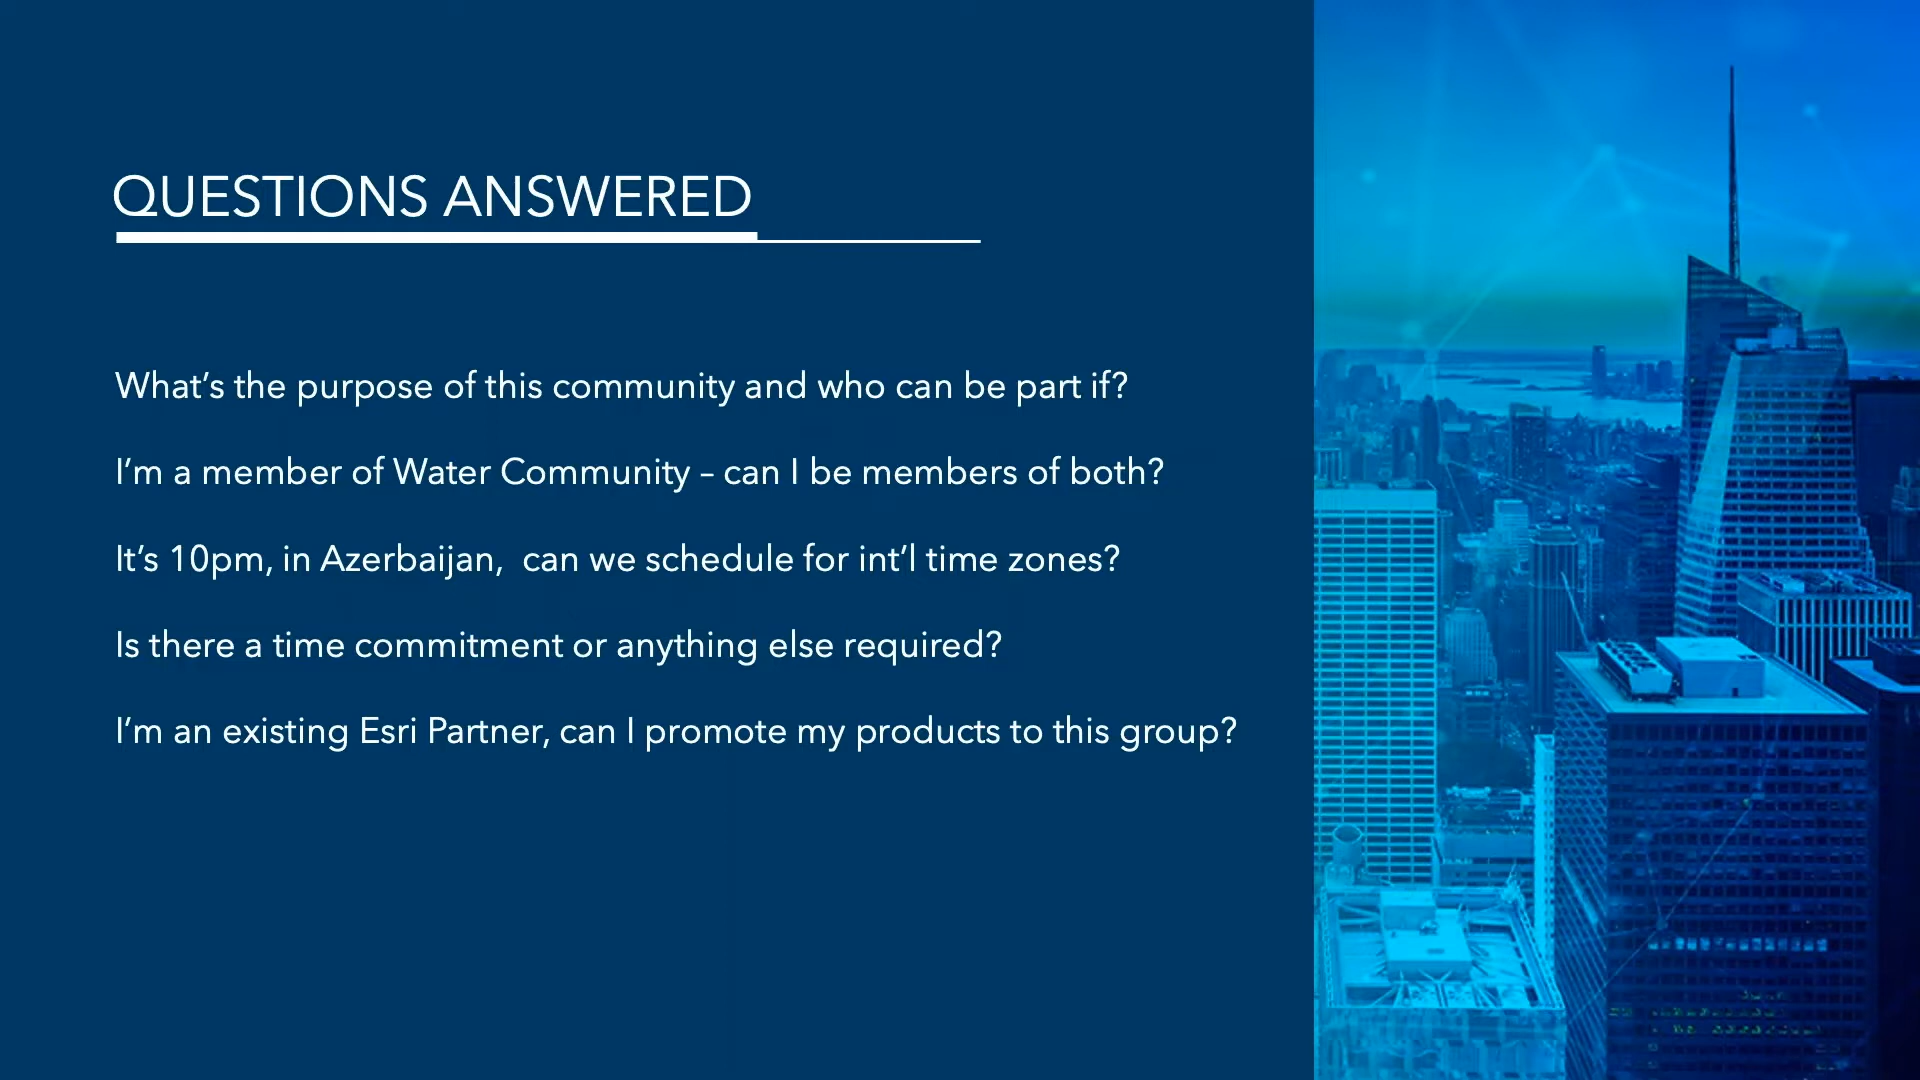 QUESTIONS ANSWERED
What’s the purpose of this community and who can be part if?
I’m a member of Water Community – can I be members of both?
It’s 10pm, in Azerbaijan,  can we schedule for int’l time zones?
Is there a time commitment or anything else required?
I’m an existing Esri Partner, can I promote my products to this group?